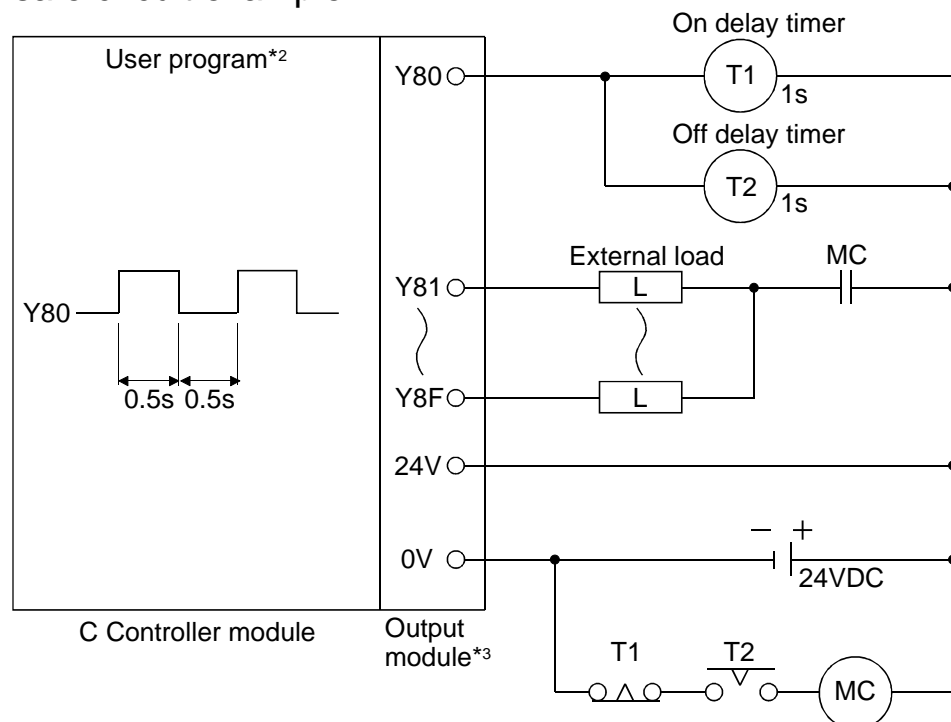 User program*2
Y80
On delay timer
T1
1s
Off delay timer
T2
1s
External load
MC
Y81
L
Y80
0.5s 0.5s
Y8F
L
24V
0V
− +
24VDC
C Controller module
Output
module*3
T1
T2
MC